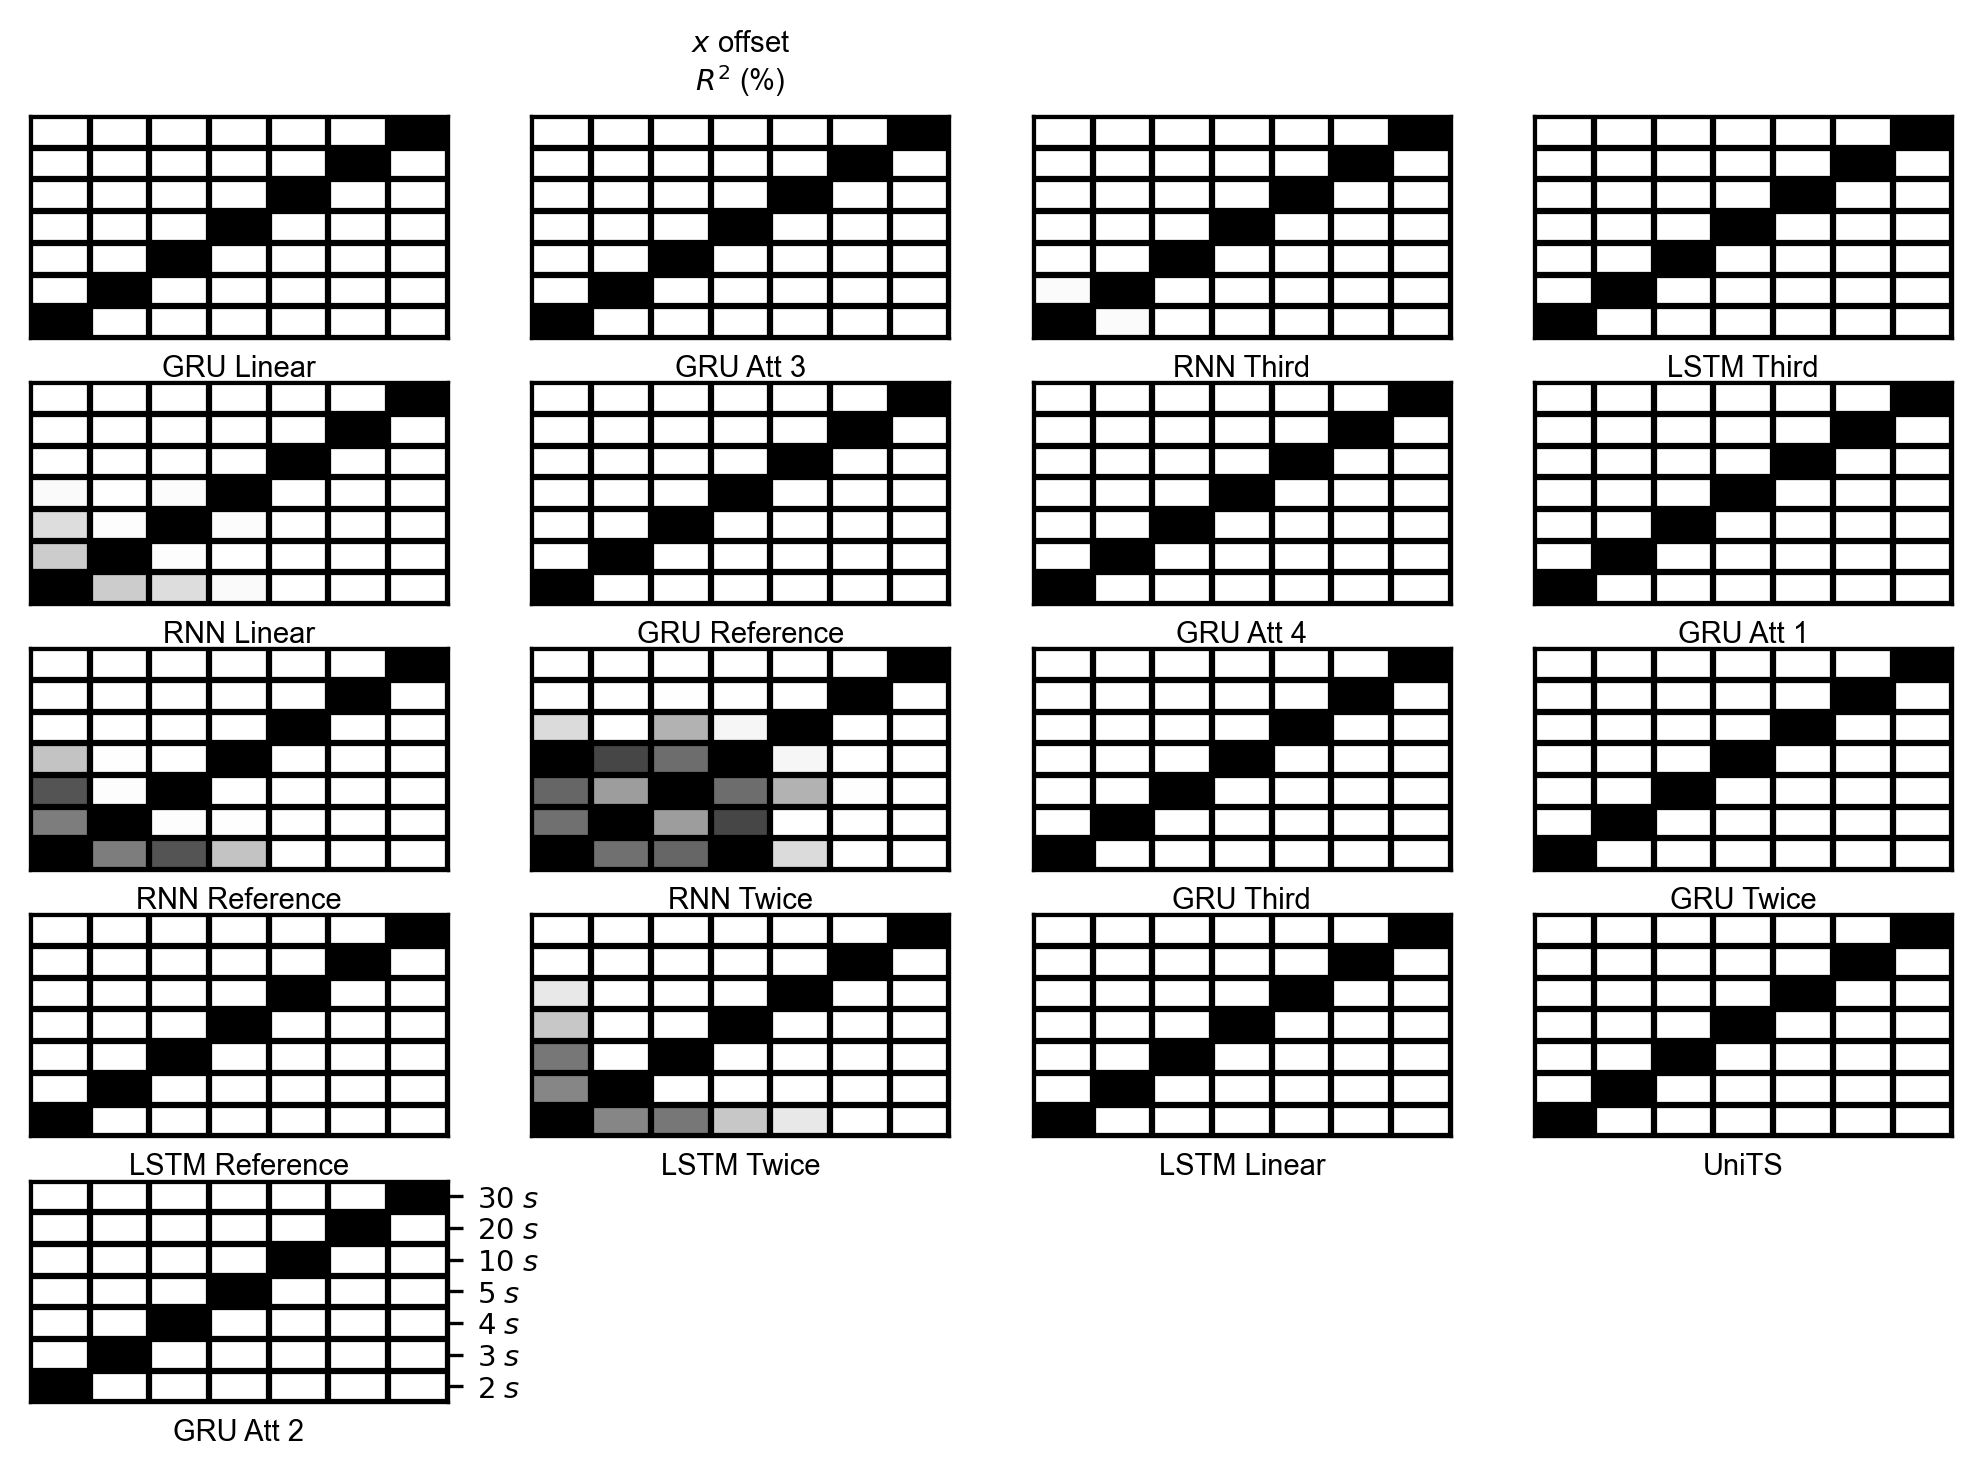 x offset
R² (%)
GRU Linear
GRU Att 3
RNN Third
LSTM Third
RNN Linear
GRU Reference
GRU Att 4
GRU Att 1
RNN Reference
RNN Twice
GRU Third
GRU Twice
LSTM Reference
LSTM Twice
LSTM Linear
UniTS
30 s
20 s
10 s
5 s
4 s
3 s
2 s
GRU Att 2